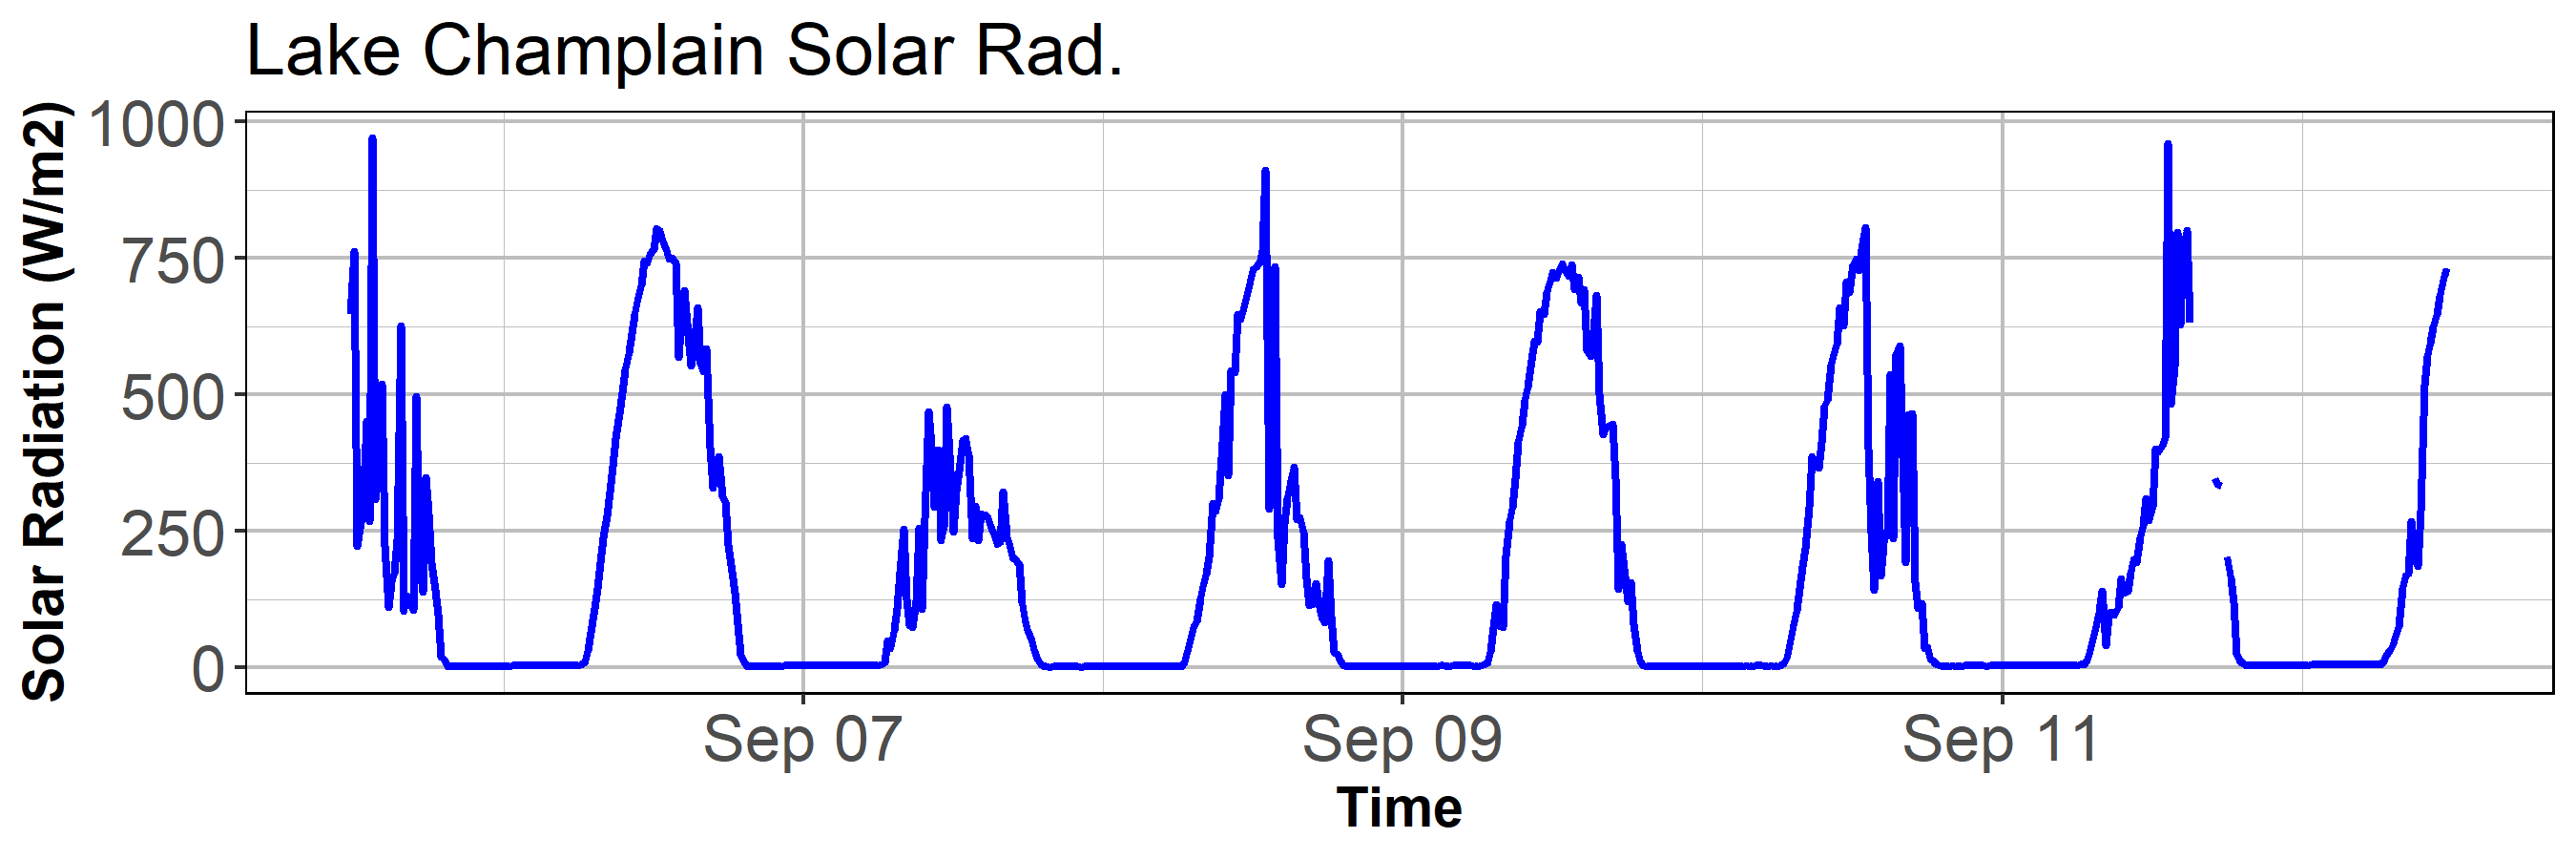 Lake Champlain Solar Rad.
Solar Radiation (W/m2)
1000
750
500
250
0
Sep 07
Sep 09
Sep 11
Time